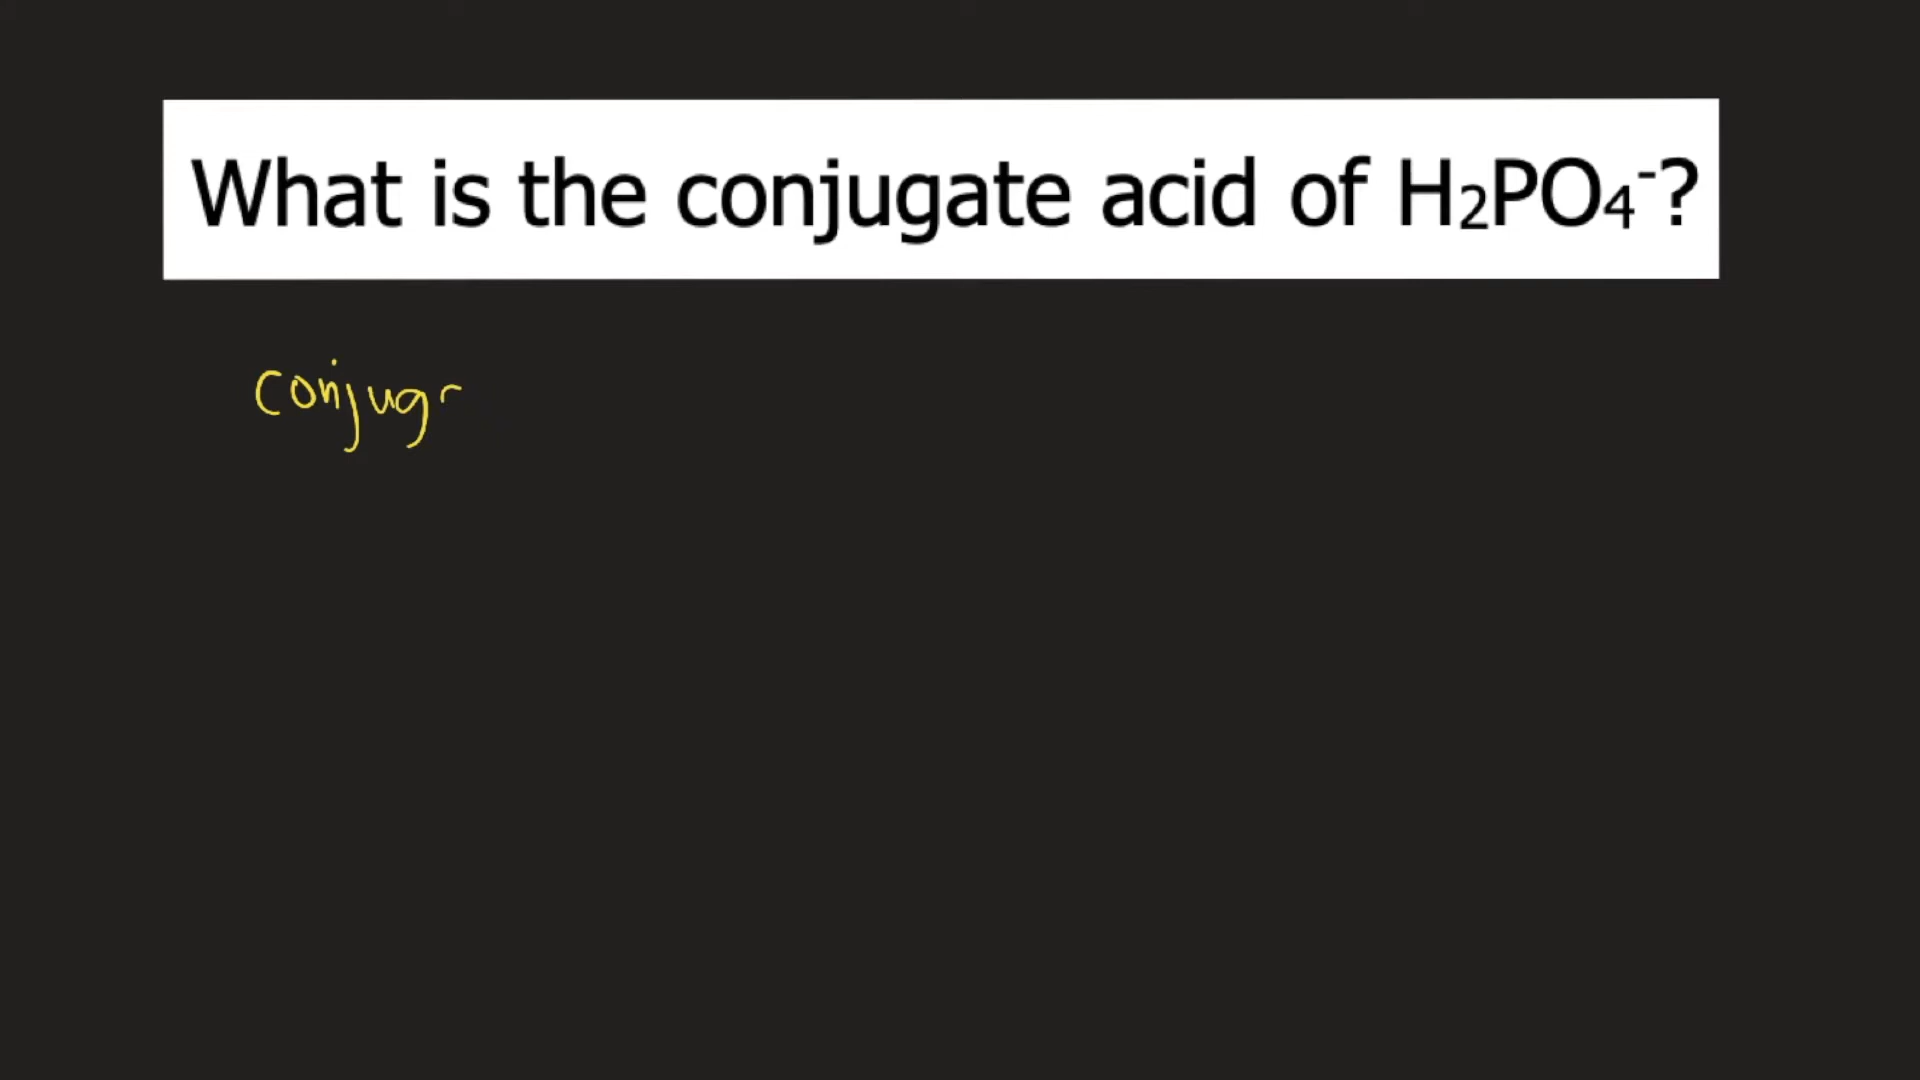 What is the conjugate acid of H₂PO₄⁻?
conjug